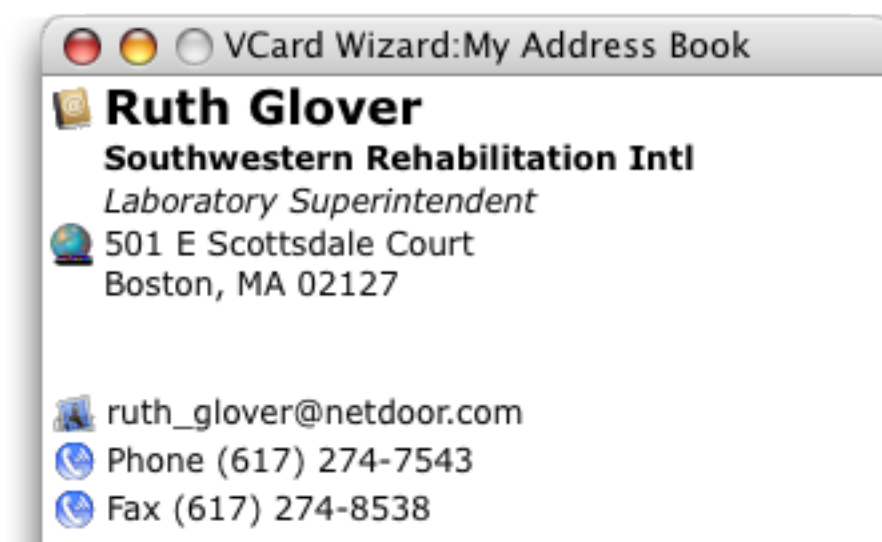 VCard Wizard:My Address Book
Ruth Glover
Southwestern Rehabilitation Intl
Laboratory Superintendent
501 E Scottsdale Court
Boston, MA 02127
ruth_glover@netdoor.com
Phone (617) 274-7543
Fax (617) 274-8538